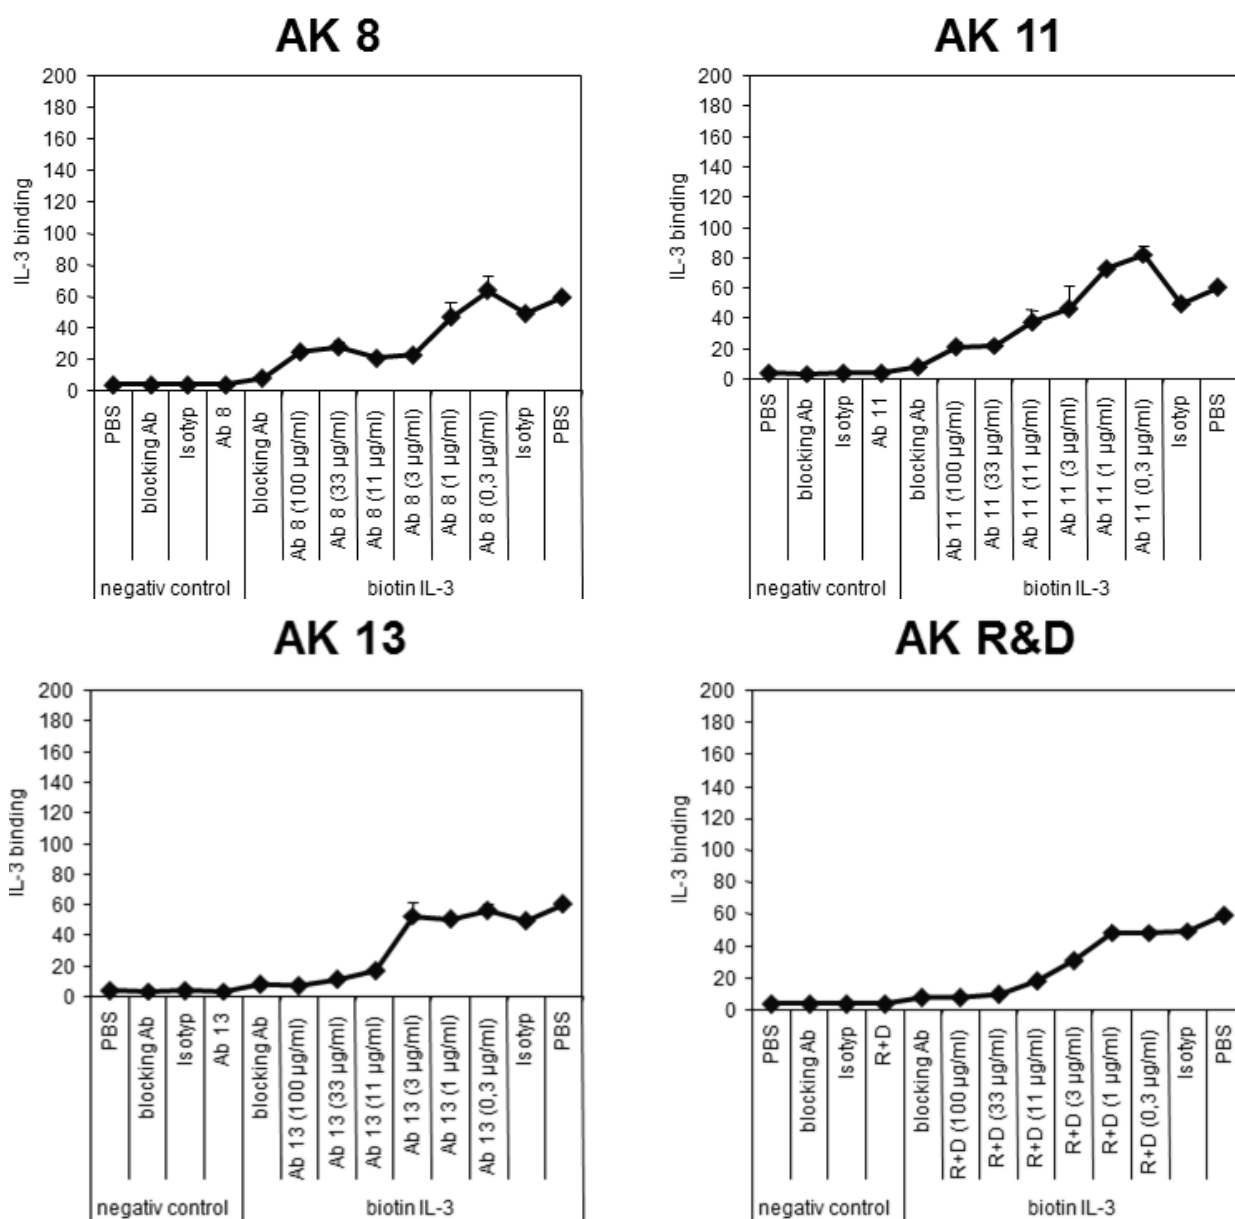 AK 8
200
180
160
140
120
100
80
60
40
20
0
IL-3 binding
PBS
blocking Ab
Isotyp
Ab 8
blocking Ab
Ab 8 (100 µg/ml)
Ab 8 (33 µg/ml)
Ab 8 (11 µg/ml)
Ab 8 (3 µg/ml)
Ab 8 (1 µg/ml)
Ab 8 (0,3 µg/ml)
Isotyp
PBS
negativ control
biotin IL-3
AK 11
200
180
160
140
120
100
80
60
40
20
0
IL-3 binding
PBS
blocking Ab
Isotyp
Ab 11
blocking Ab
Ab 11 (100 µg/ml)
Ab 11 (33 µg/ml)
Ab 11 (11 µg/ml)
Ab 11 (3 µg/ml)
Ab 11 (1 µg/ml)
Ab 11 (0,3 µg/ml)
Isotyp
PBS
negativ control
biotin IL-3
AK 13
200
180
160
140
120
100
80
60
40
20
0
IL-3 binding
PBS
blocking Ab
Isotyp
Ab 13
blocking Ab
Ab 13 (100 µg/ml)
Ab 13 (33 µg/ml)
Ab 13 (11 µg/ml)
Ab 13 (3 µg/ml)
Ab 13 (1 µg/ml)
Ab 13 (0,3 µg/ml)
Isotyp
PBS
negativ control
biotin IL-3
AK R&D
200
180
160
140
120
100
80
60
40
20
0
IL-3 binding
PBS
blocking Ab
Isotyp
R+D
blocking Ab
R+D (100 µg/ml)
R+D (33 µg/ml)
R+D (11 µg/ml)
R+D (3 µg/ml)
R+D (1 µg/ml)
R+D (0,3 µg/ml)
Isotyp
PBS
negativ control
biotin IL-3